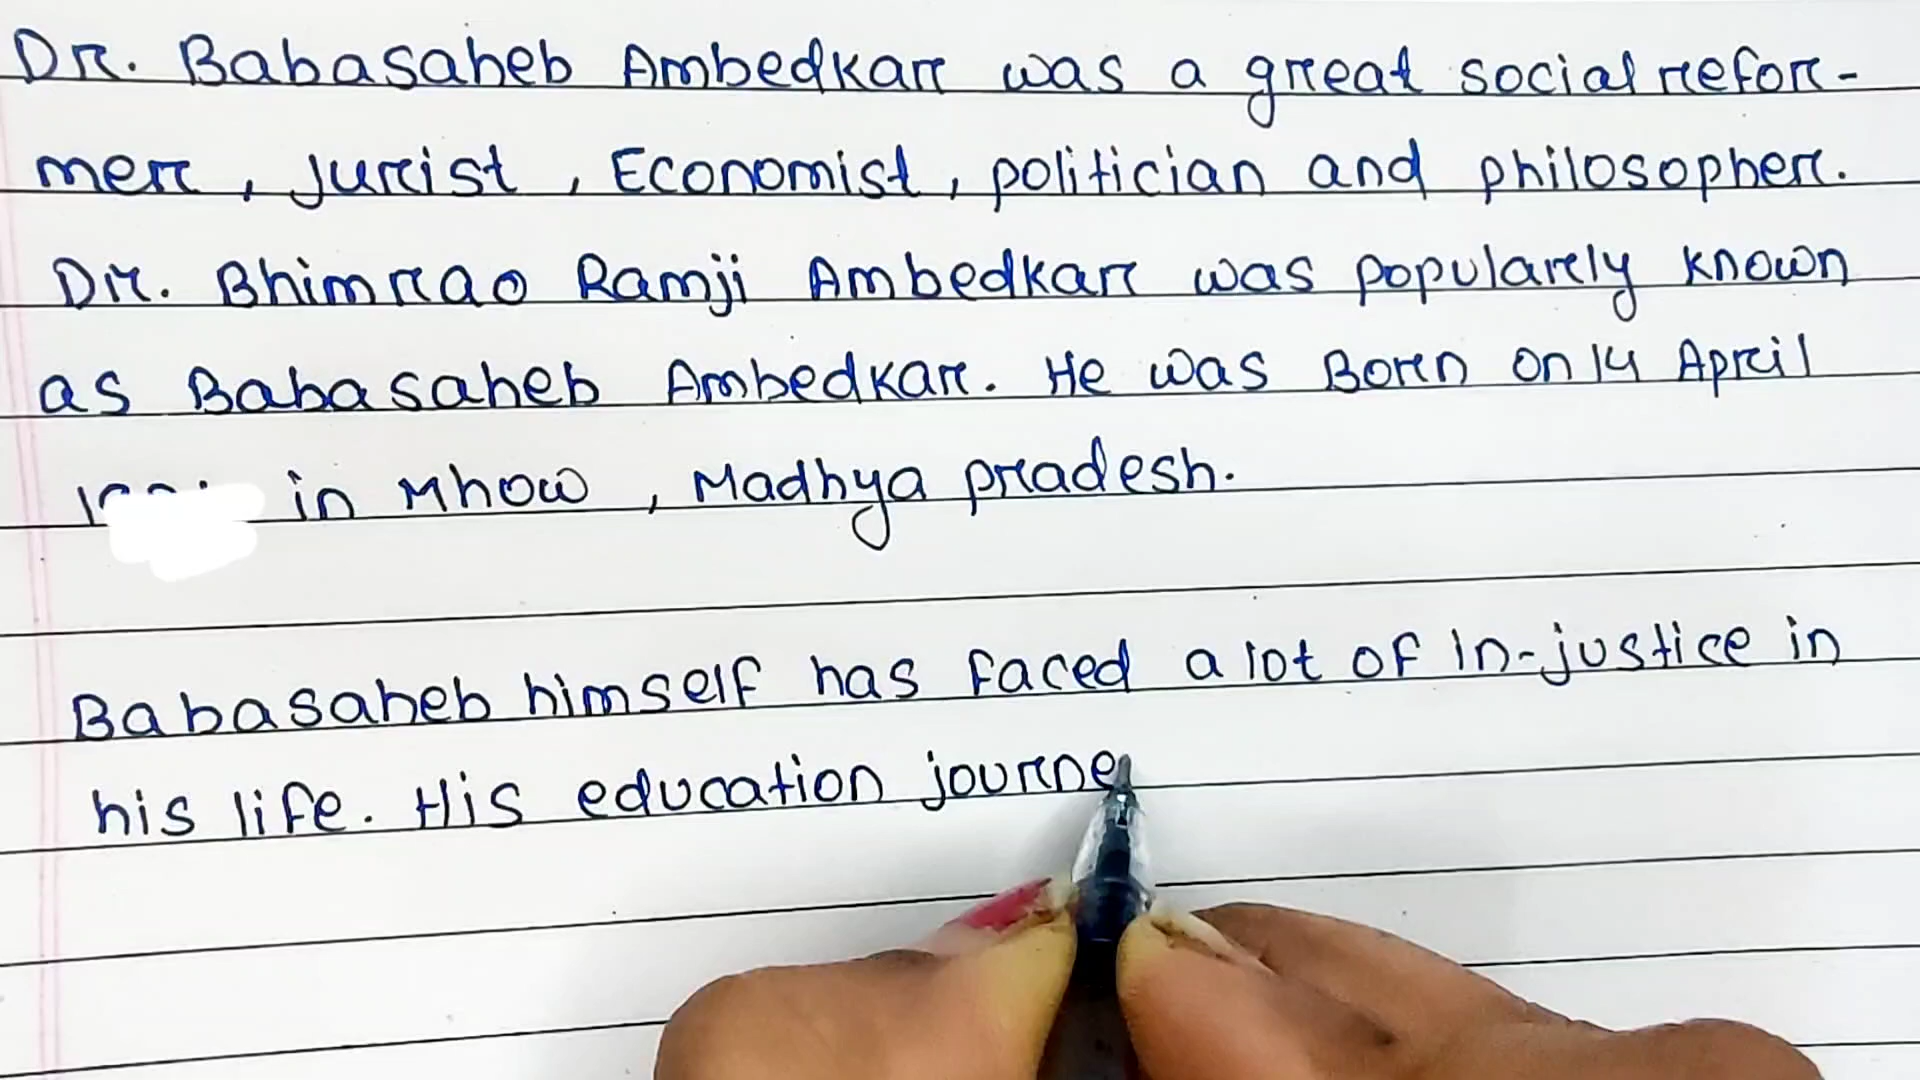 Dr. Babasaheb Ambedkar was a great social refor-
mer, jurist, Economist, politician and philosopher.
Dr. Bhimrao Ramji Ambedkar was popularly known
as Babasaheb Ambedkar. He was Born on 14 April
in Mhow, Madhya pradesh.
Babasaheb himself has faced a lot of in-justice in
his life. His education journe